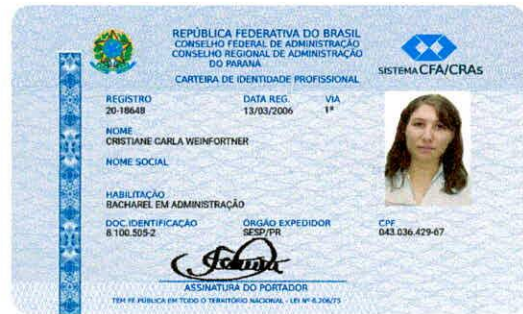 REPÚBLICA FEDERATIVA DO BRASIL
CONSELHO FEDERAL DE ADMINISTRAÇÃO
CONSELHO REGIONAL DE ADMINISTRAÇÃO
DO PARANÁ
CARTEIRA DE IDENTIDADE PROFISSIONAL
SISTEMA CFA/CRAs
REGISTRO DATA REG. VIA
20-18648 13/03/2006 1ª
NOME
CRISTIANE CARLA WEINFORTNER
NOME SOCIAL
HABILITAÇÃO
BACHAREL EM ADMINISTRAÇÃO
DOC.IDENTIFICAÇÃO ÓRGÃO EXPEDIDOR CPF
8.100.505-2 SESP/PR 043.036.429-67
ASSINATURA DO PORTADOR
TEM FÉ PÚBLICA EM TODO O TERRITÓRIO NACIONAL - LEI Nº 6.206/75